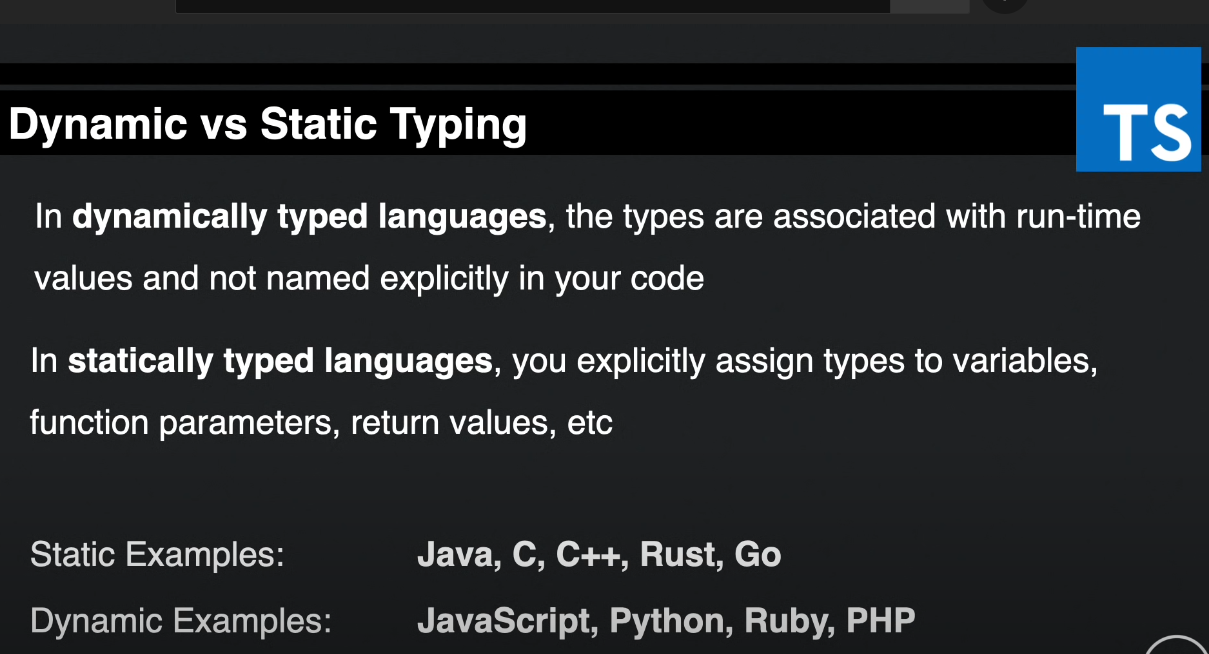 Dynamic vs Static Typing
TS
In dynamically typed languages, the types are associated with run-time
values and not named explicitly in your code
In statically typed languages, you explicitly assign types to variables,
function parameters, return values, etc
Static Examples: Java, C, C++, Rust, Go
Dynamic Examples: JavaScript, Python, Ruby, PHP